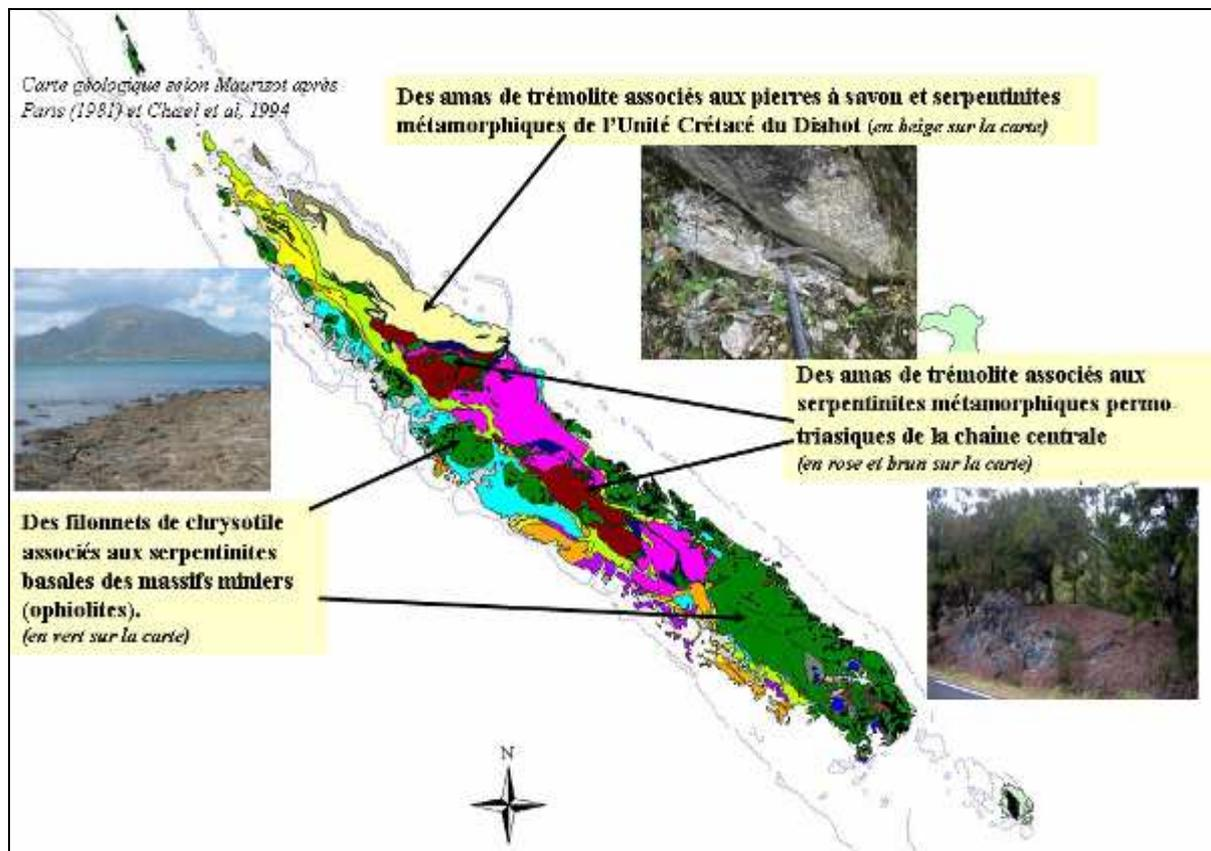 Carte géologique selon Maurizot après
Paris (1981) et Cluzel et al, 1994
Des amas de trémolite associés aux pierres à savon et serpentinites
métamorphiques de l'Unité Crétacé du Diahot (en beige sur la carte)
Des amas de trémolite associés aux
serpentinites métamorphiques permo-
triasiques de la chaine centrale
(en rose et brun sur la carte)
Des filonnets de chrysotile
associés aux serpentinites
basales des massifs miniers
(ophiolites).
(en vert sur la carte)
N